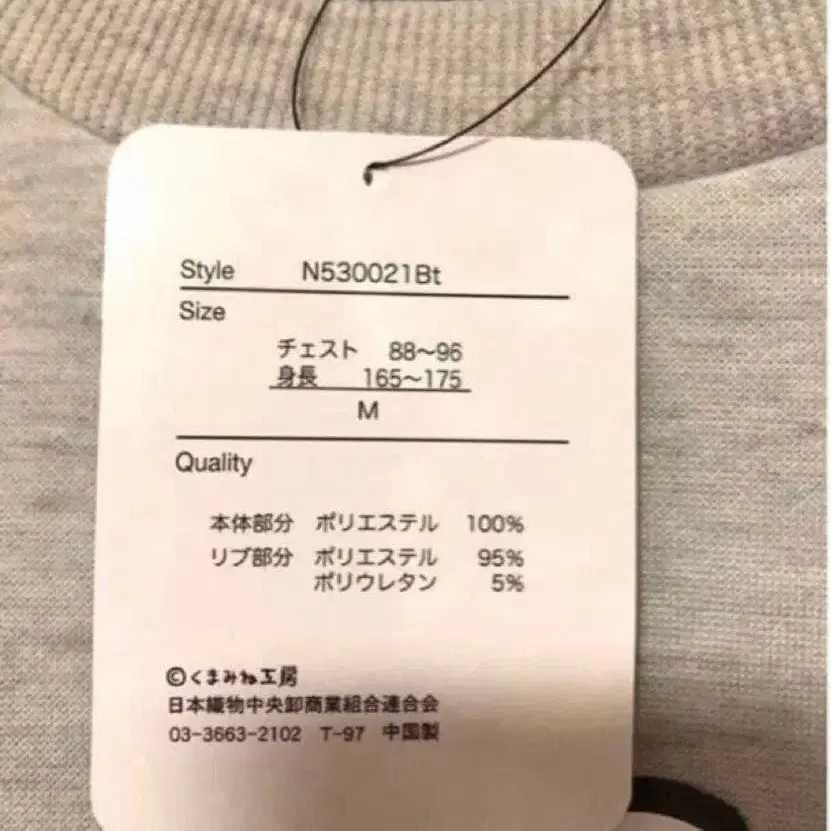 Style N530021Bt
Size
チェスト 88〜96
身長 165〜175
M
Quality
本体部分 ポリエステル 100%
リブ部分 ポリエステル 95%
ポリウレタン 5%
©くまみね工房
日本織物中央卸商業組合連合会
03-3663-2102 T-97 中国製